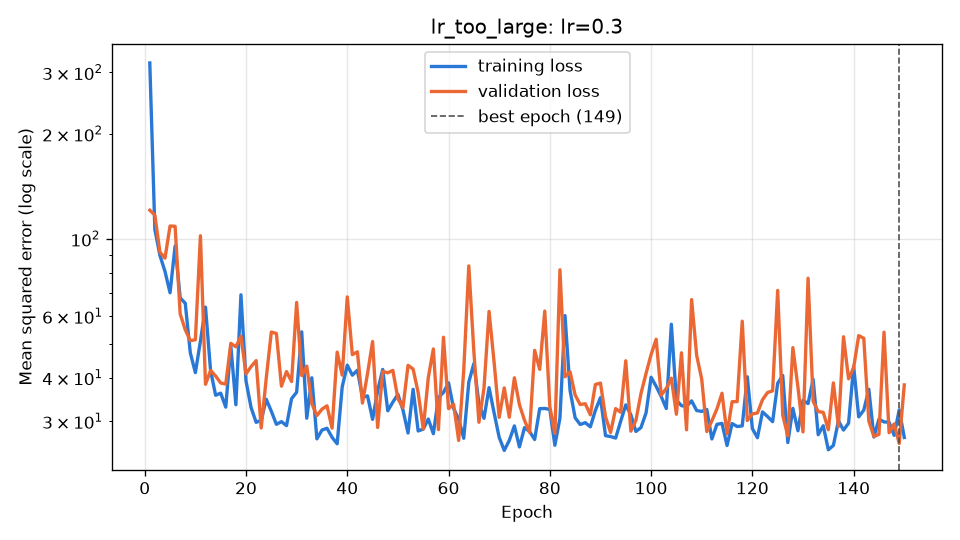 lr_too_large: lr=0.3
training loss
validation loss
best epoch (149)
Mean squared error (log scale)
3 × 10²
2 × 10²
10²
6 × 10¹
4 × 10¹
3 × 10¹
0 20 40 60 80 100 120 140
Epoch